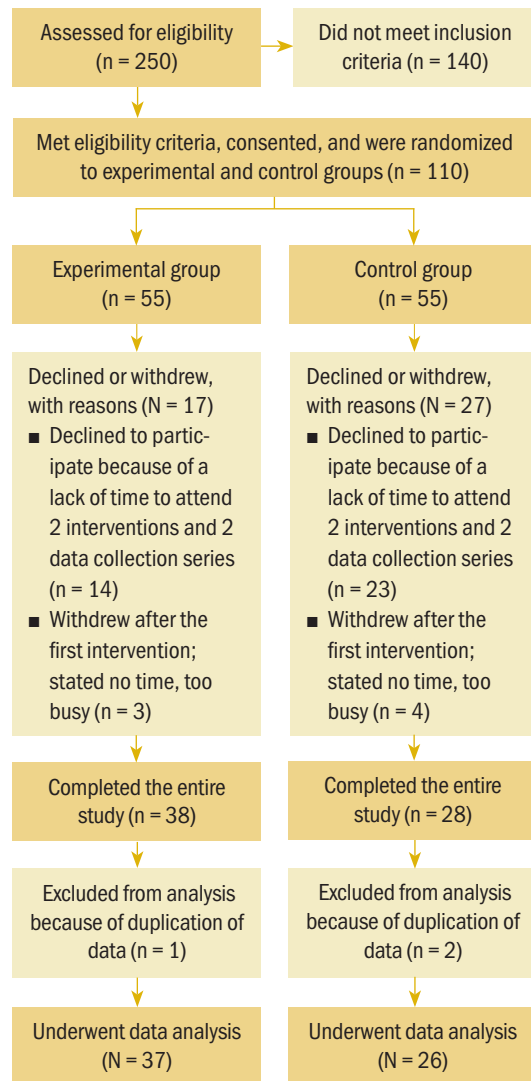 Assessed for eligibility
(n = 250)
Did not meet inclusion
criteria (n = 140)
Met eligibility criteria, consented, and were randomized
to experimental and control groups (n = 110)
Experimental group
(n = 55)
Control group
(n = 55)
Declined or withdrew,
with reasons (N = 17)
■ Declined to partic-
ipate because of a
lack of time to attend
2 interventions and 2
data collection series
(n = 14)
■ Withdrew after the
first intervention;
stated no time, too
busy (n = 3)
Declined or withdrew,
with reasons (N = 27)
■ Declined to partic-
ipate because of a
lack of time to attend
2 interventions and 2
data collection series
(n = 23)
■ Withdrew after the
first intervention;
stated no time, too
busy (n = 4)
Completed the entire
study (n = 38)
Completed the entire
study (n = 28)
Excluded from analysis
because of duplication of
data (n = 1)
Excluded from analysis
because of duplication of
data (n = 2)
Underwent data analysis
(N = 37)
Underwent data analysis
(N = 26)